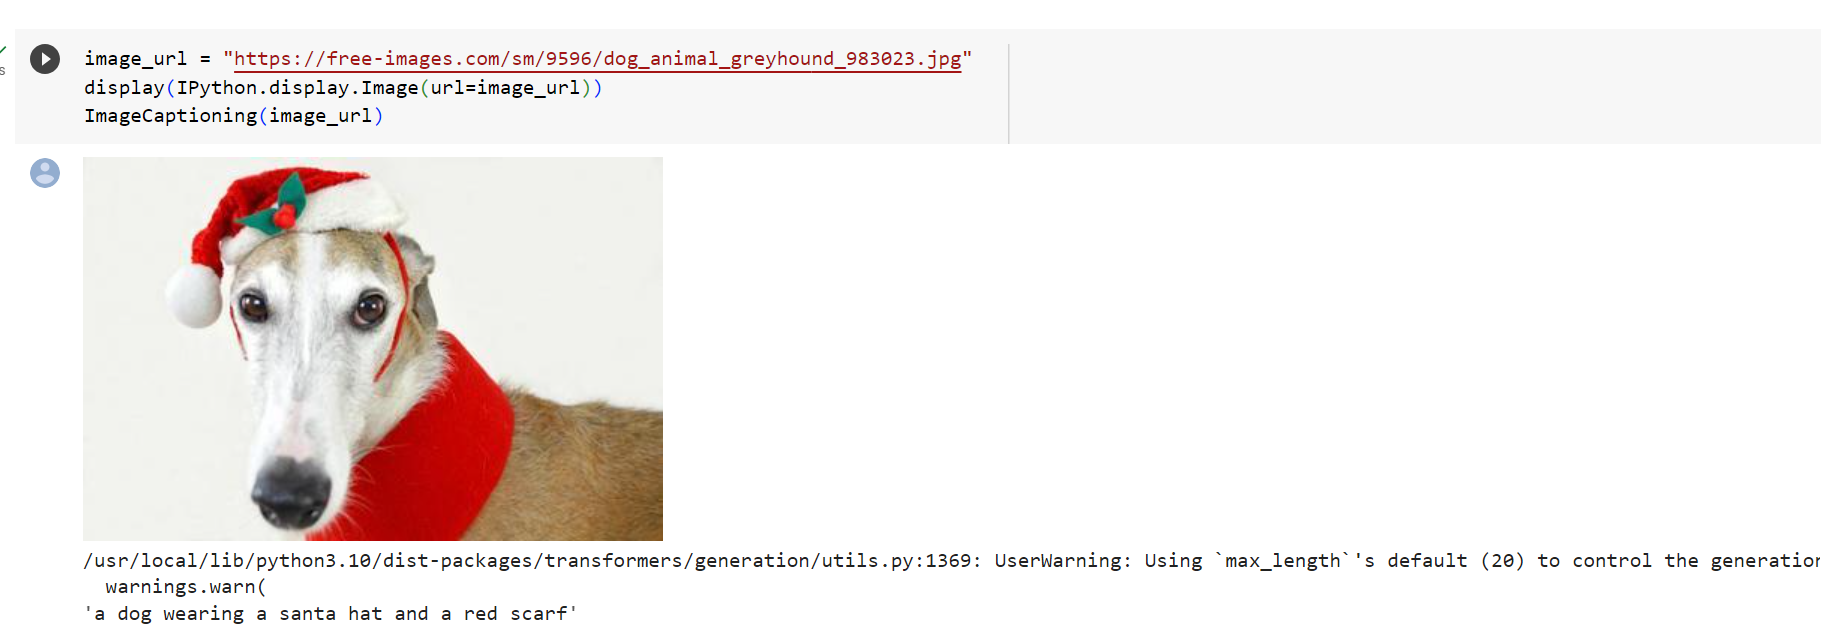 image_url = "https://free-images.com/sm/9596/dog_animal_greyhound_983023.jpg"
display(IPython.display.Image(url=image_url))
ImageCaptioning(image_url)
s
/usr/local/lib/python3.10/dist-packages/transformers/generation/utils.py:1369: UserWarning: Using `max_length`'s default (20) to control the generation
warnings.warn(
'a dog wearing a santa hat and a red scarf'